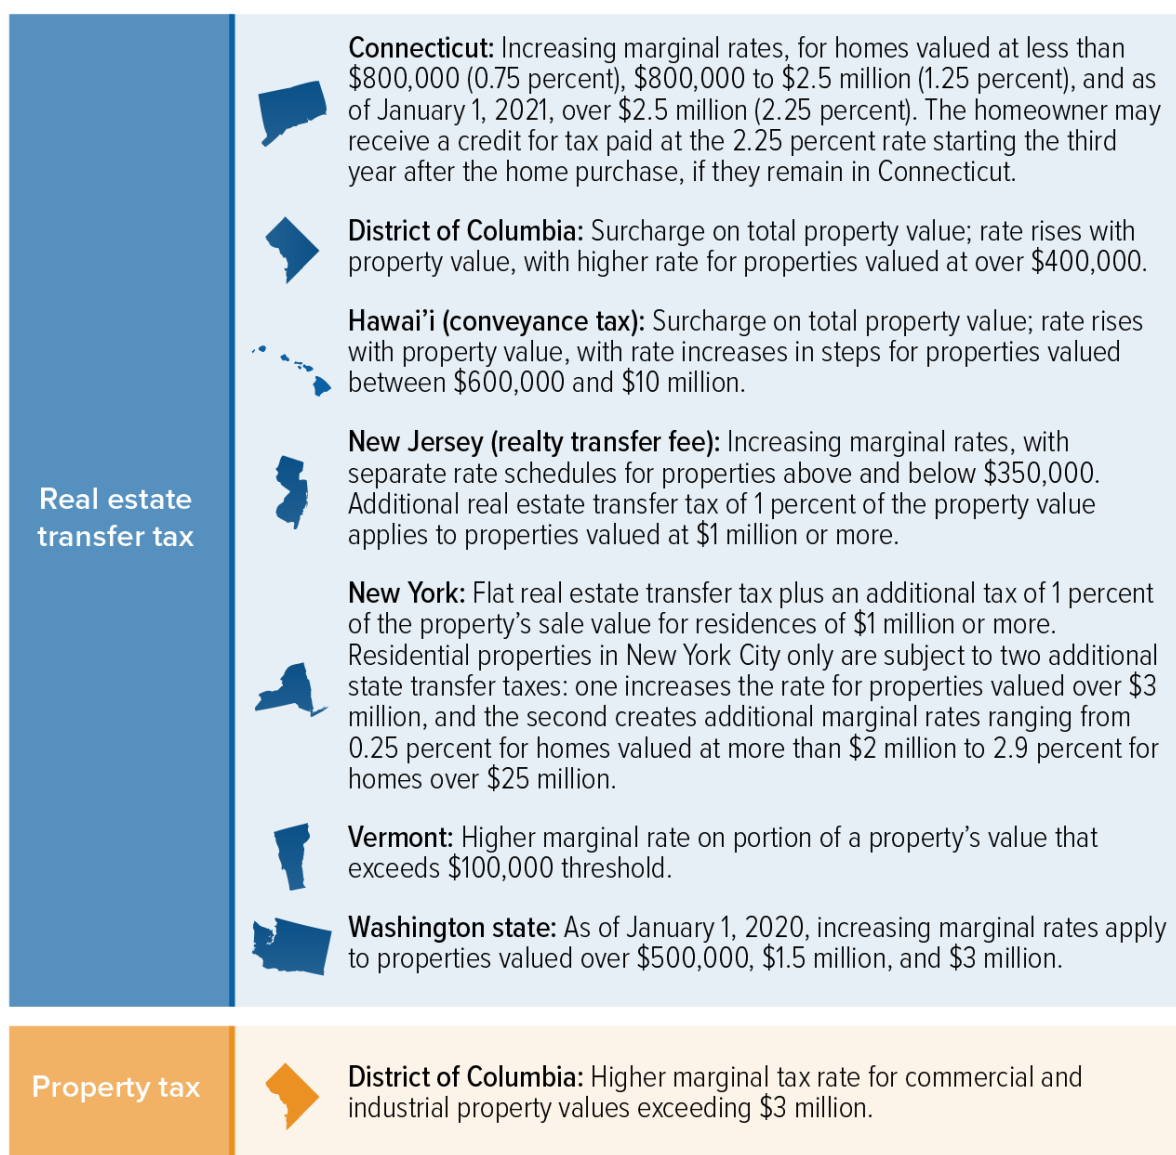 Real estate
transfer tax
Connecticut: Increasing marginal rates, for homes valued at less than
$800,000 (0.75 percent), $800,000 to $2.5 million (1.25 percent), and as
of January 1, 2021, over $2.5 million (2.25 percent). The homeowner may
receive a credit for tax paid at the 2.25 percent rate starting the third
year after the home purchase, if they remain in Connecticut.
District of Columbia: Surcharge on total property value; rate rises with
property value, with higher rate for properties valued at over $400,000.
Hawai’i (conveyance tax): Surcharge on total property value; rate rises
with property value, with rate increases in steps for properties valued
between $600,000 and $10 million.
New Jersey (realty transfer fee): Increasing marginal rates, with
separate rate schedules for properties above and below $350,000.
Additional real estate transfer tax of 1 percent of the property value
applies to properties valued at $1 million or more.
New York: Flat real estate transfer tax plus an additional tax of 1 percent
of the property’s sale value for residences of $1 million or more.
Residential properties in New York City only are subject to two additional
state transfer taxes: one increases the rate for properties valued over $3
million, and the second creates additional marginal rates ranging from
0.25 percent for homes valued at more than $2 million to 2.9 percent for
homes over $25 million.
Vermont: Higher marginal rate on portion of a property’s value that
exceeds $100,000 threshold.
Washington state: As of January 1, 2020, increasing marginal rates apply
to properties valued over $500,000, $1.5 million, and $3 million.
Property tax
District of Columbia: Higher marginal tax rate for commercial and
industrial property values exceeding $3 million.